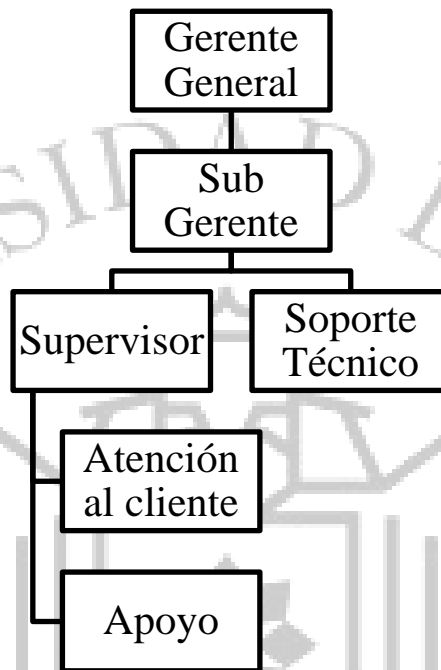 Gerente
General
Sub
Gerente
Supervisor
Soporte
Técnico
Atención
al cliente
Apoyo